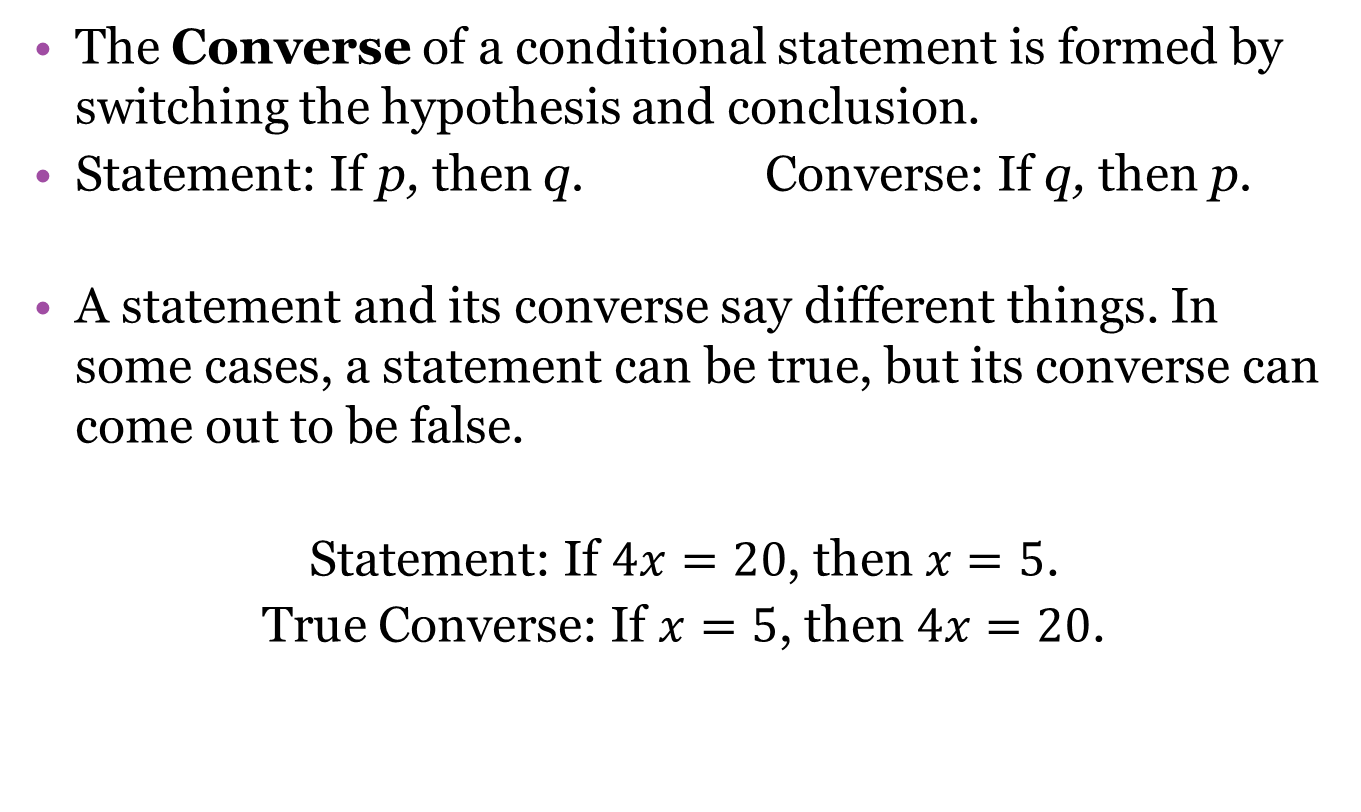 • The Converse of a conditional statement is formed by
switching the hypothesis and conclusion.
• Statement: If p, then q. Converse: If q, then p.
• A statement and its converse say different things. In
some cases, a statement can be true, but its converse can
come out to be false.
Statement: If 4x = 20, then x = 5.
True Converse: If x = 5, then 4x = 20.